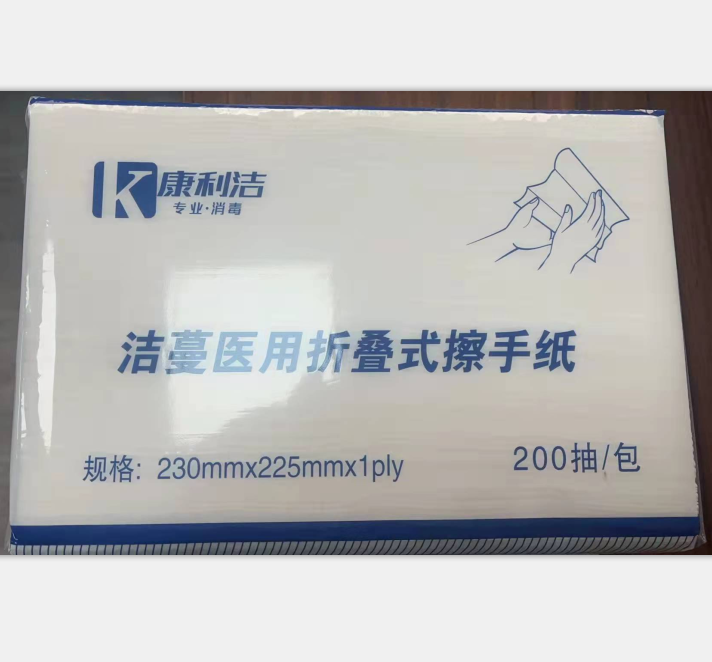 K 康利洁
专业·消毒
洁蔓医用折叠式擦手纸
规格: 230mmx225mmx1ply
200抽/包